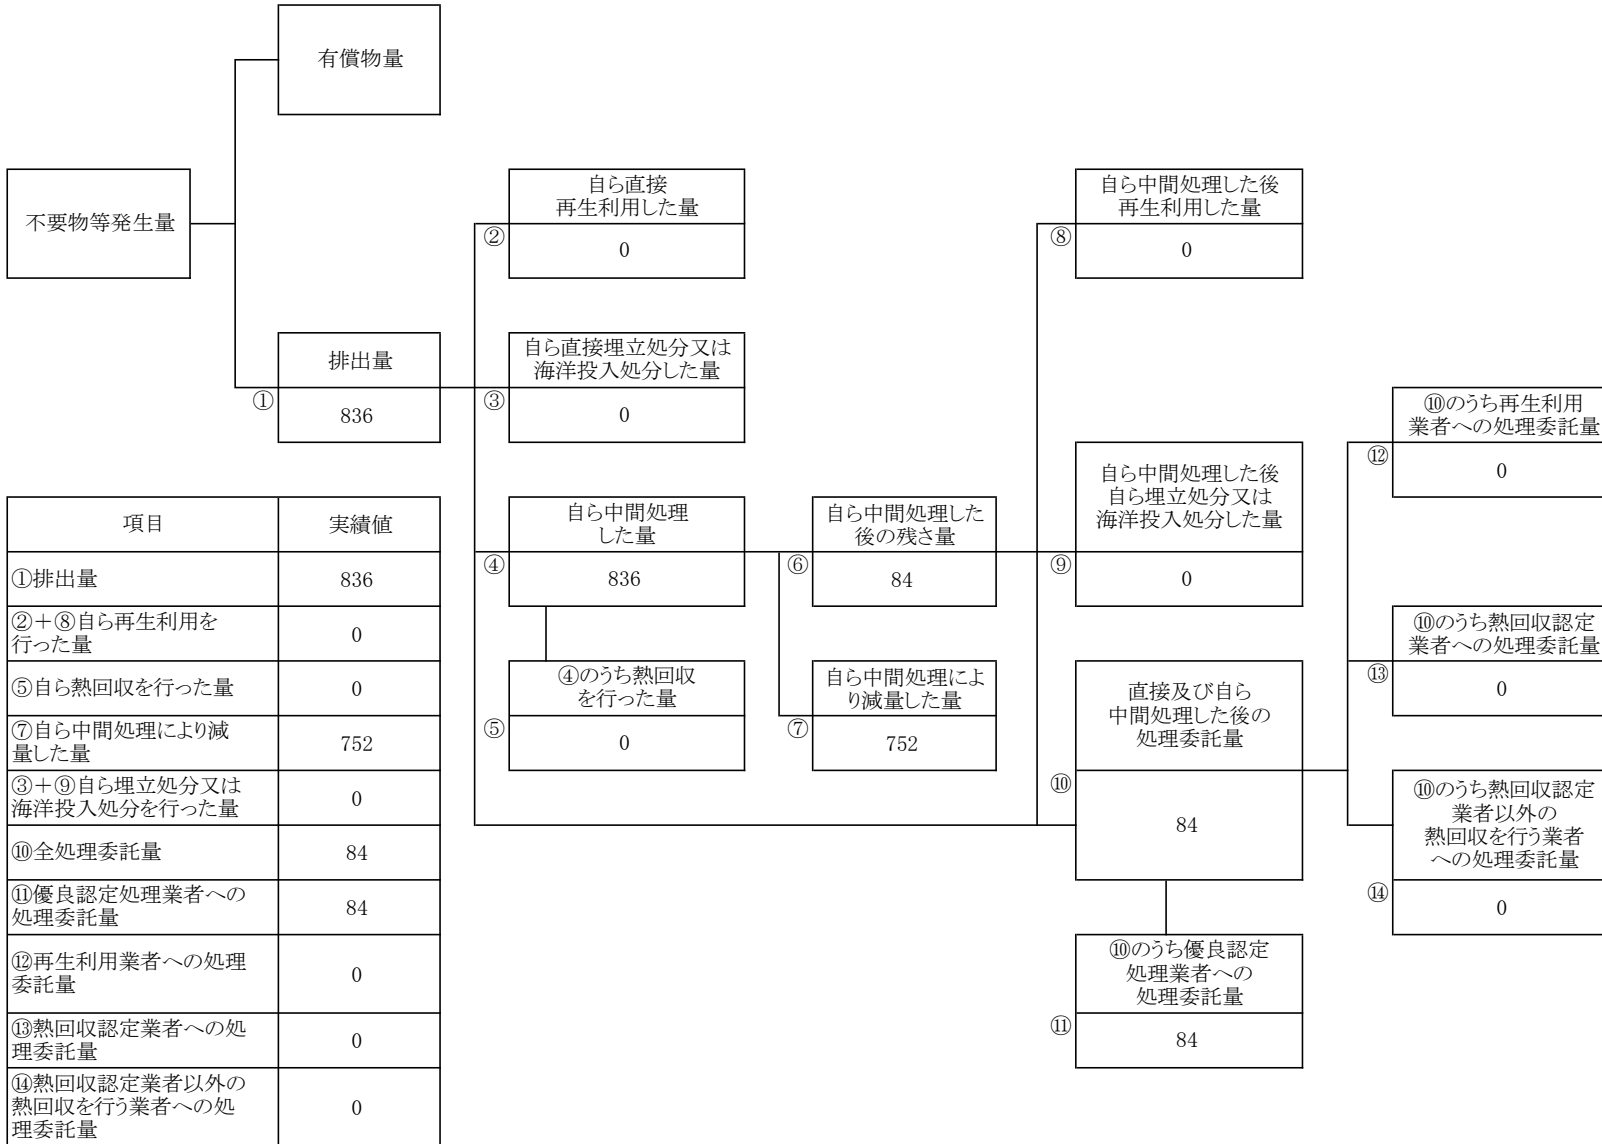 有償物量
不要物等発生量
排出量
①
836
自ら直接
再生利用した量
②
0
自ら直接埋立処分又は
海洋投入処分した量
③
0
自ら中間処理
した量
④
836
④のうち熱回収
を行った量
⑤
0
自ら中間処理した
後の残さ量
⑥
84
自ら中間処理によ
り減量した量
⑦
752
自ら中間処理した後
再生利用した量
⑧
0
自ら中間処理した後
自ら埋立処分又は
海洋投入処分した量
⑨
0
直接及び自ら
中間処理した後の
処理委託量
⑩
84
⑩のうち優良認定
処理業者への
処理委託量
⑪
84
⑩のうち再生利用
業者への処理委託量
⑫
0
⑩のうち熱回収認定
業者への処理委託量
⑬
0
⑩のうち熱回収認定
業者以外の
熱回収を行う業者
への処理委託量
⑭
0
項目 実績値
①排出量 836
②+⑧自ら再生利用を
行った量 0
⑤自ら熱回収を行った量 0
⑦自ら中間処理により減
量した量 752
③+⑨自ら埋立処分又は
海洋投入処分を行った量 0
⑩全処理委託量 84
⑪優良認定処理業者への
処理委託量 84
⑫再生利用業者への処理
委託量 0
⑬熱回収認定業者への処
理委託量 0
⑭熱回収認定業者以外の
熱回収を行う業者への処
理委託量 0